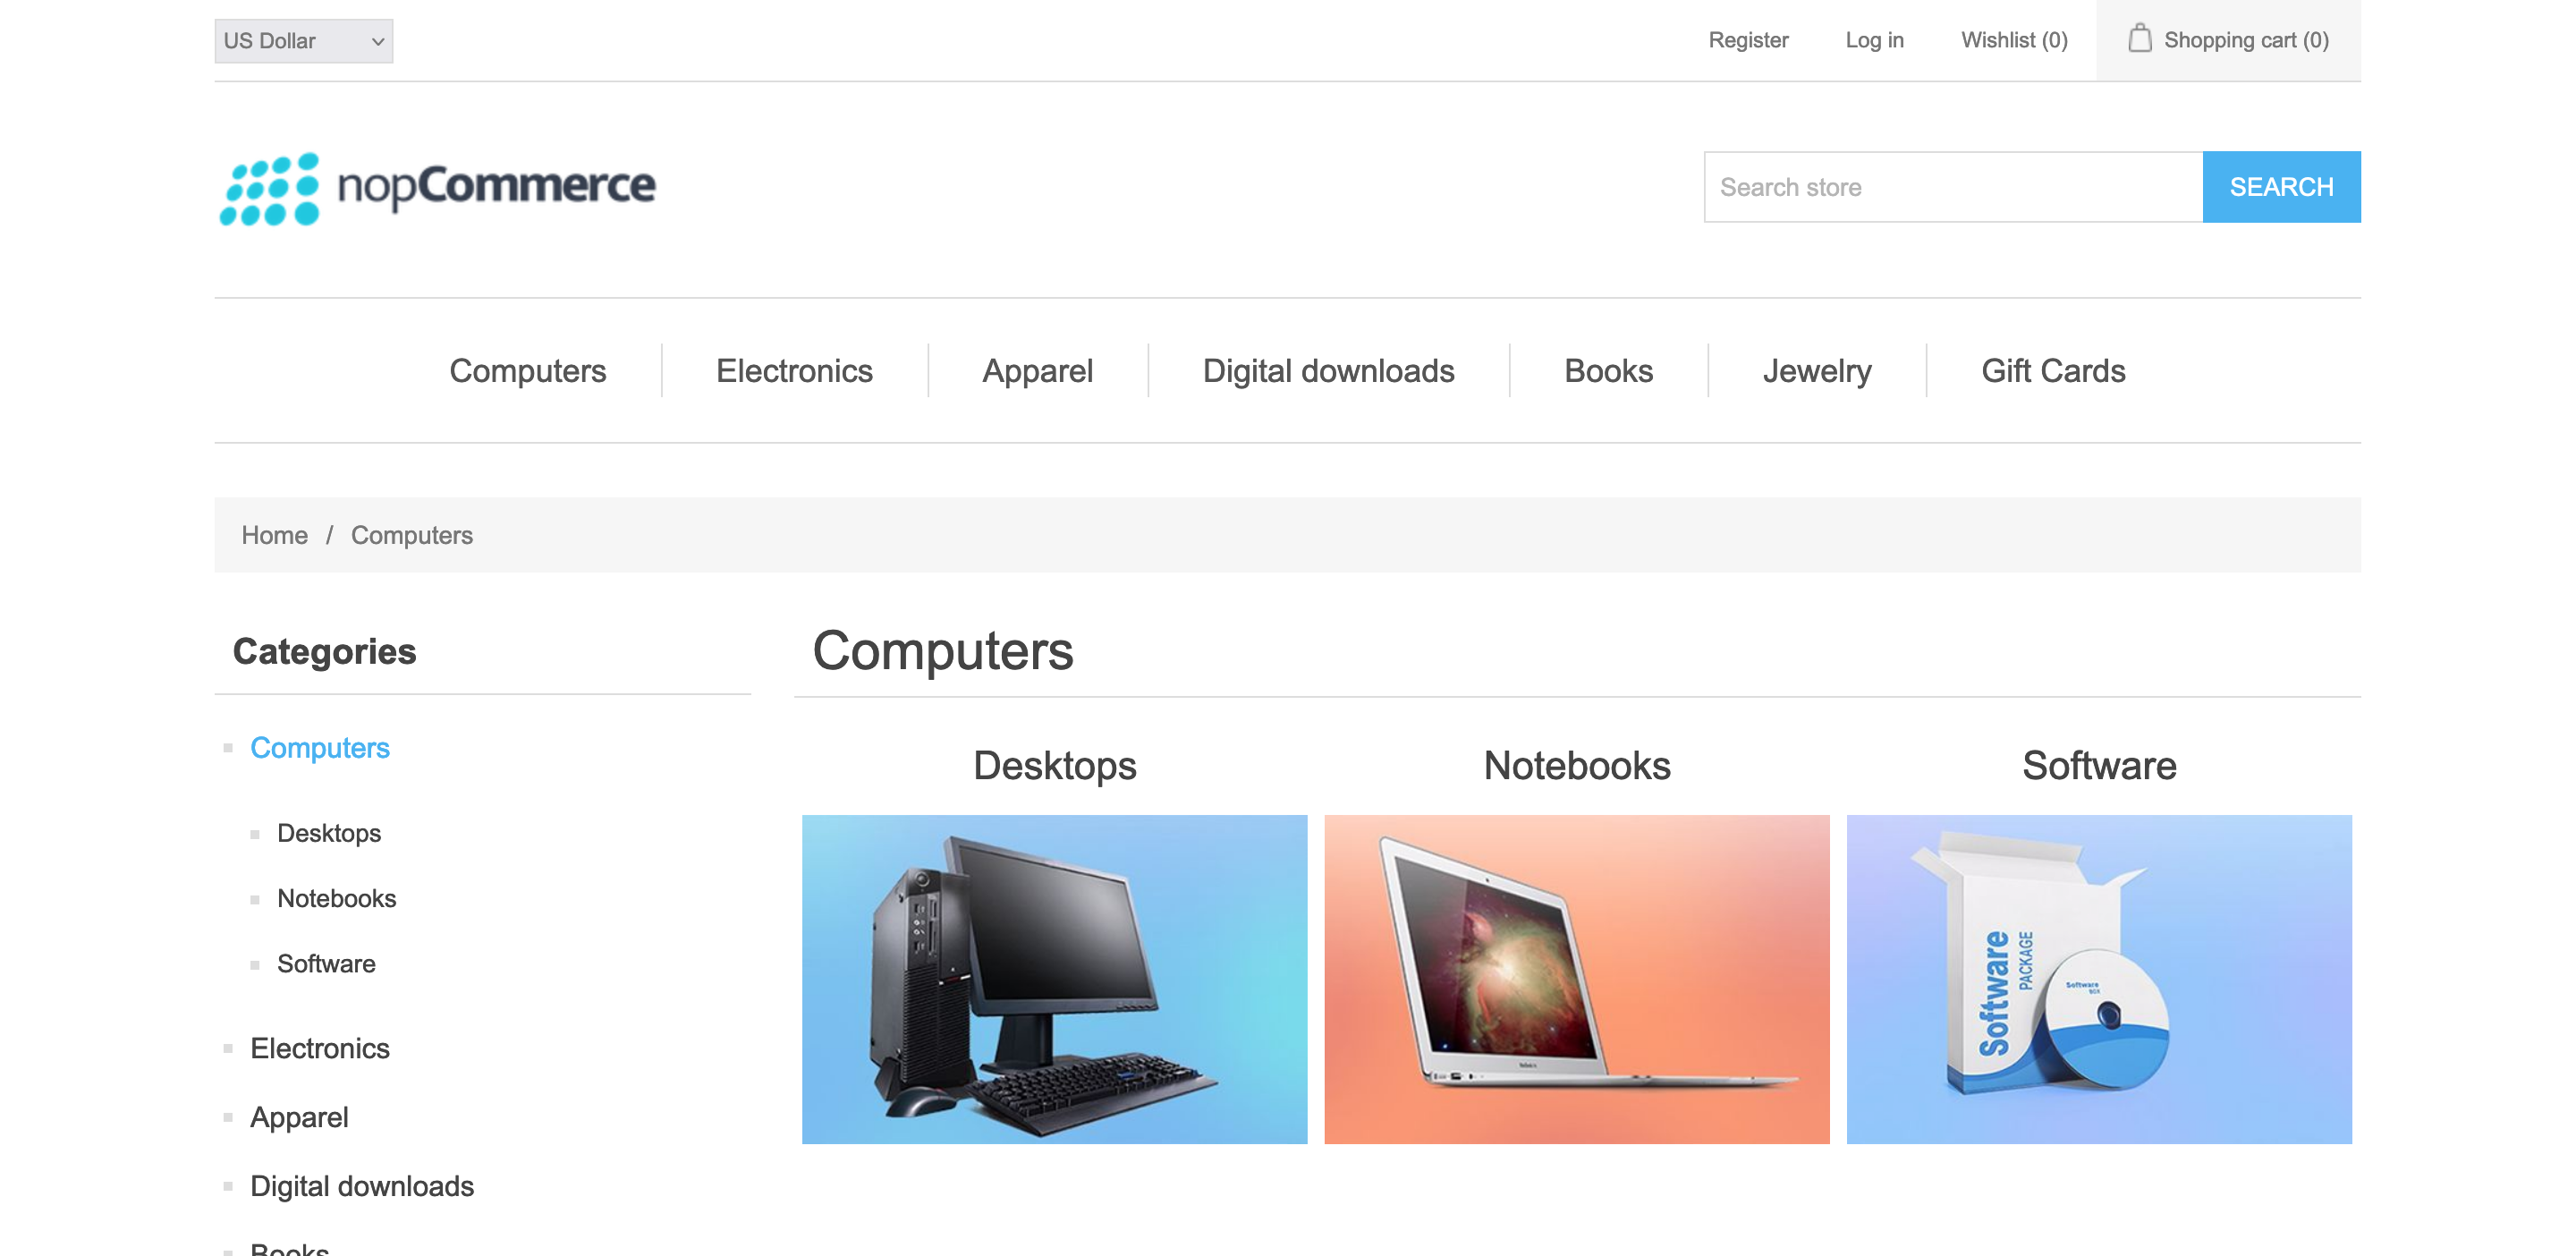 US Dollar
Register
Log in
Wishlist (0)
Shopping cart (0)
nopCommerce
Search store
SEARCH
Computers
Electronics
Apparel
Digital downloads
Books
Jewelry
Gift Cards
Home / Computers
Categories
Computers
Desktops
Notebooks
Software
Electronics
Apparel
Digital downloads
Books
Computers
Desktops
Notebooks
Software
Software
PACKAGE
Software
BOX